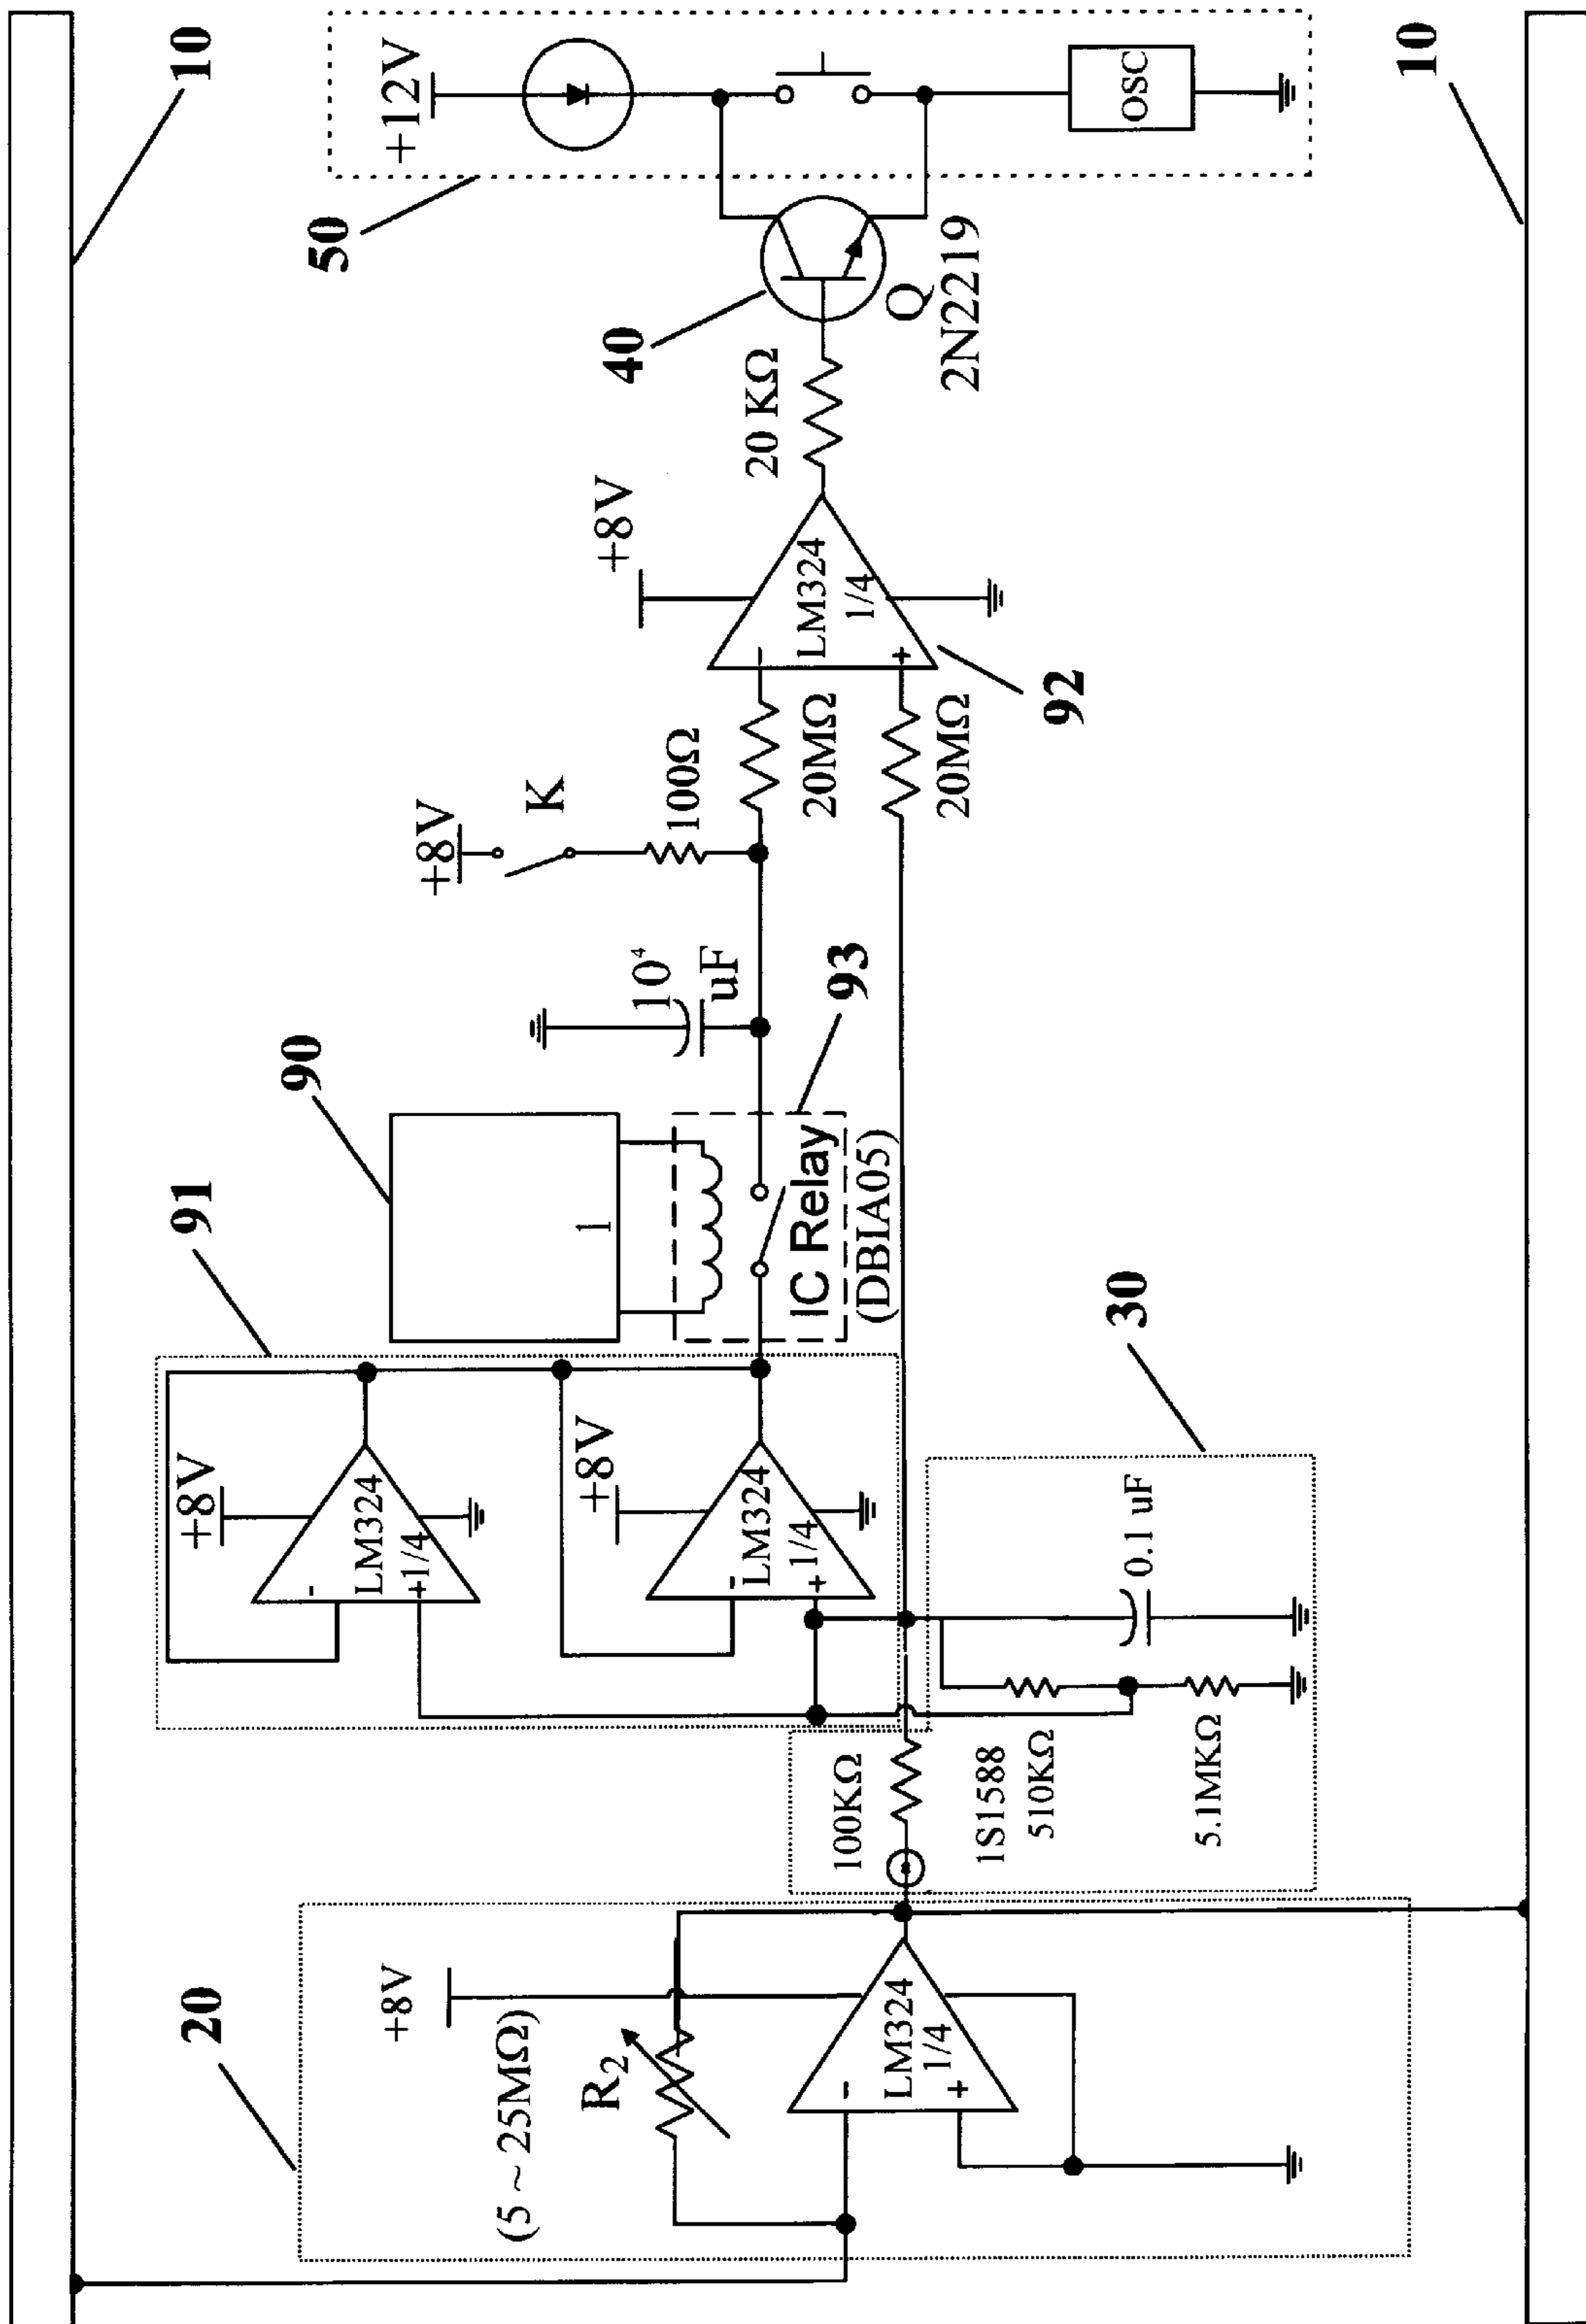 10
+12V
50
OSC
10
40
Q
2N2219
20 KΩ
+8V
LM324
1/4
-
+
92
+8V
K
100Ω
20MΩ
20MΩ
10⁴
uF
93
90
1
IC Relay
(DBIA05)
91
+8V
-
LM324
+1/4
+8V
-
LM324
1/4
+
30
0.1 uF
100KΩ
1S1588
510KΩ
5.1MKΩ
20
+8V
(5 ~ 25MΩ)
R₂
-
LM324
1/4
+